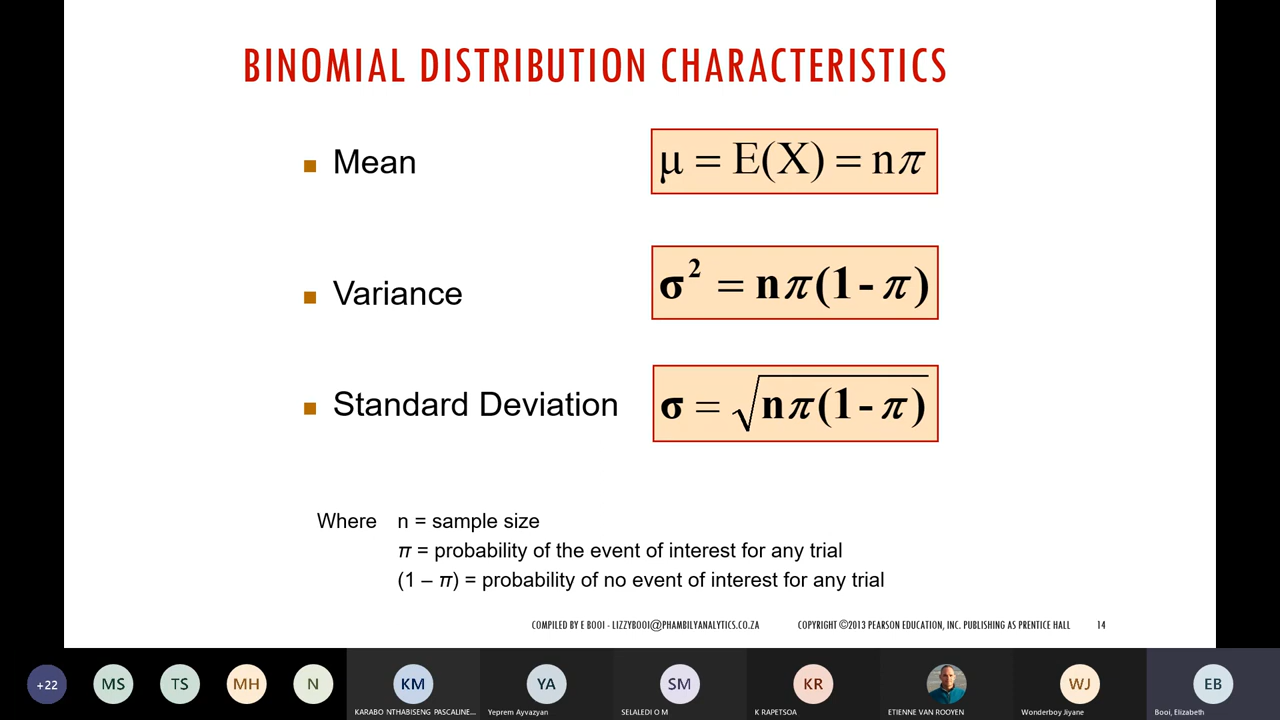 BINOMIAL DISTRIBUTION CHARACTERISTICS
Mean
μ = E(X) = nπ
Variance
σ² = nπ(1 - π)
Standard Deviation
σ = √nπ(1 - π)
Where n = sample size
π = probability of the event of interest for any trial
(1 – π) = probability of no event of interest for any trial
COMPILED BY E BOOI - LIZZYBOOI@PHAMBILYANALYTICS.CO.ZA COPYRIGHT ©2013 PEARSON EDUCATION, INC. PUBLISHING AS PRENTICE HALL 14
+22 MS TS MH N KM YA SM KR WJ EB
KARABO NTHABISENG PASCALINE... Yeprem Ayvazyan SELALEDI O M K RAPETSOA ETIENNE VAN ROOYEN Wonderboy Jiyane Booi, Elizabeth